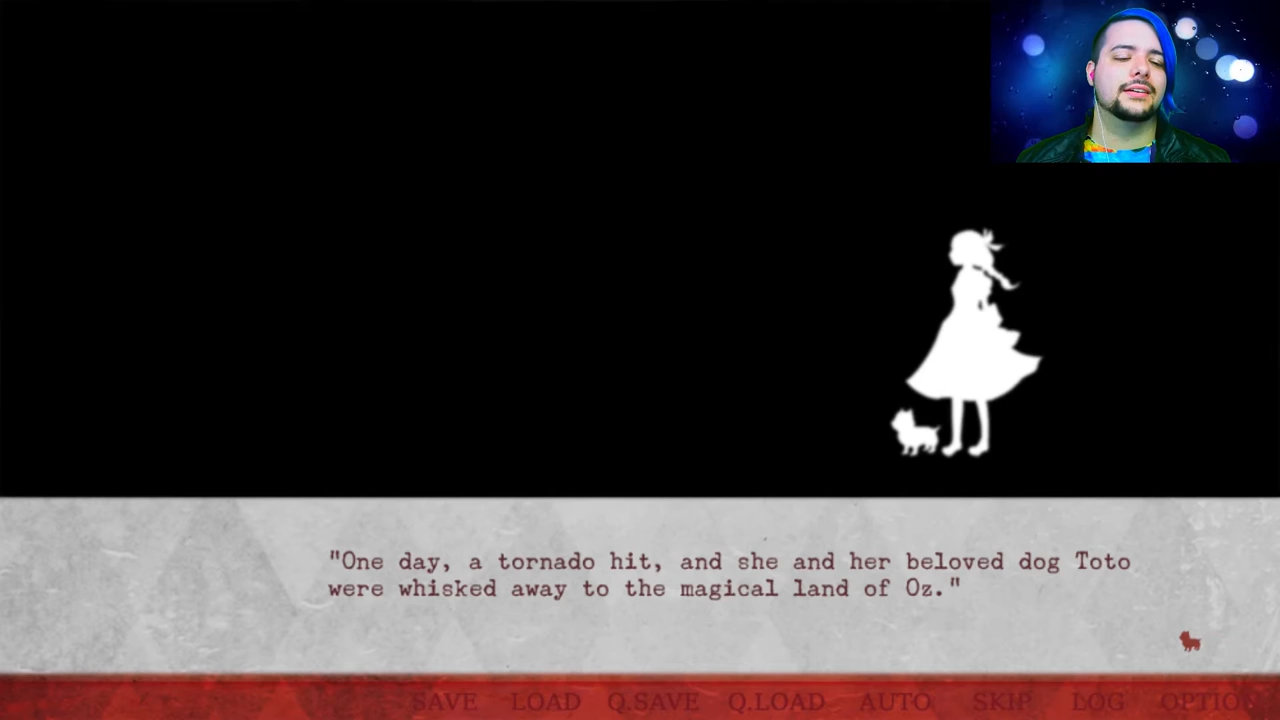 "One day, a tornado hit, and she and her beloved dog Toto
were whisked away to the magical land of Oz."
SAVE LOAD Q.SAVE Q.LOAD AUTO SKIP LOG OPTION